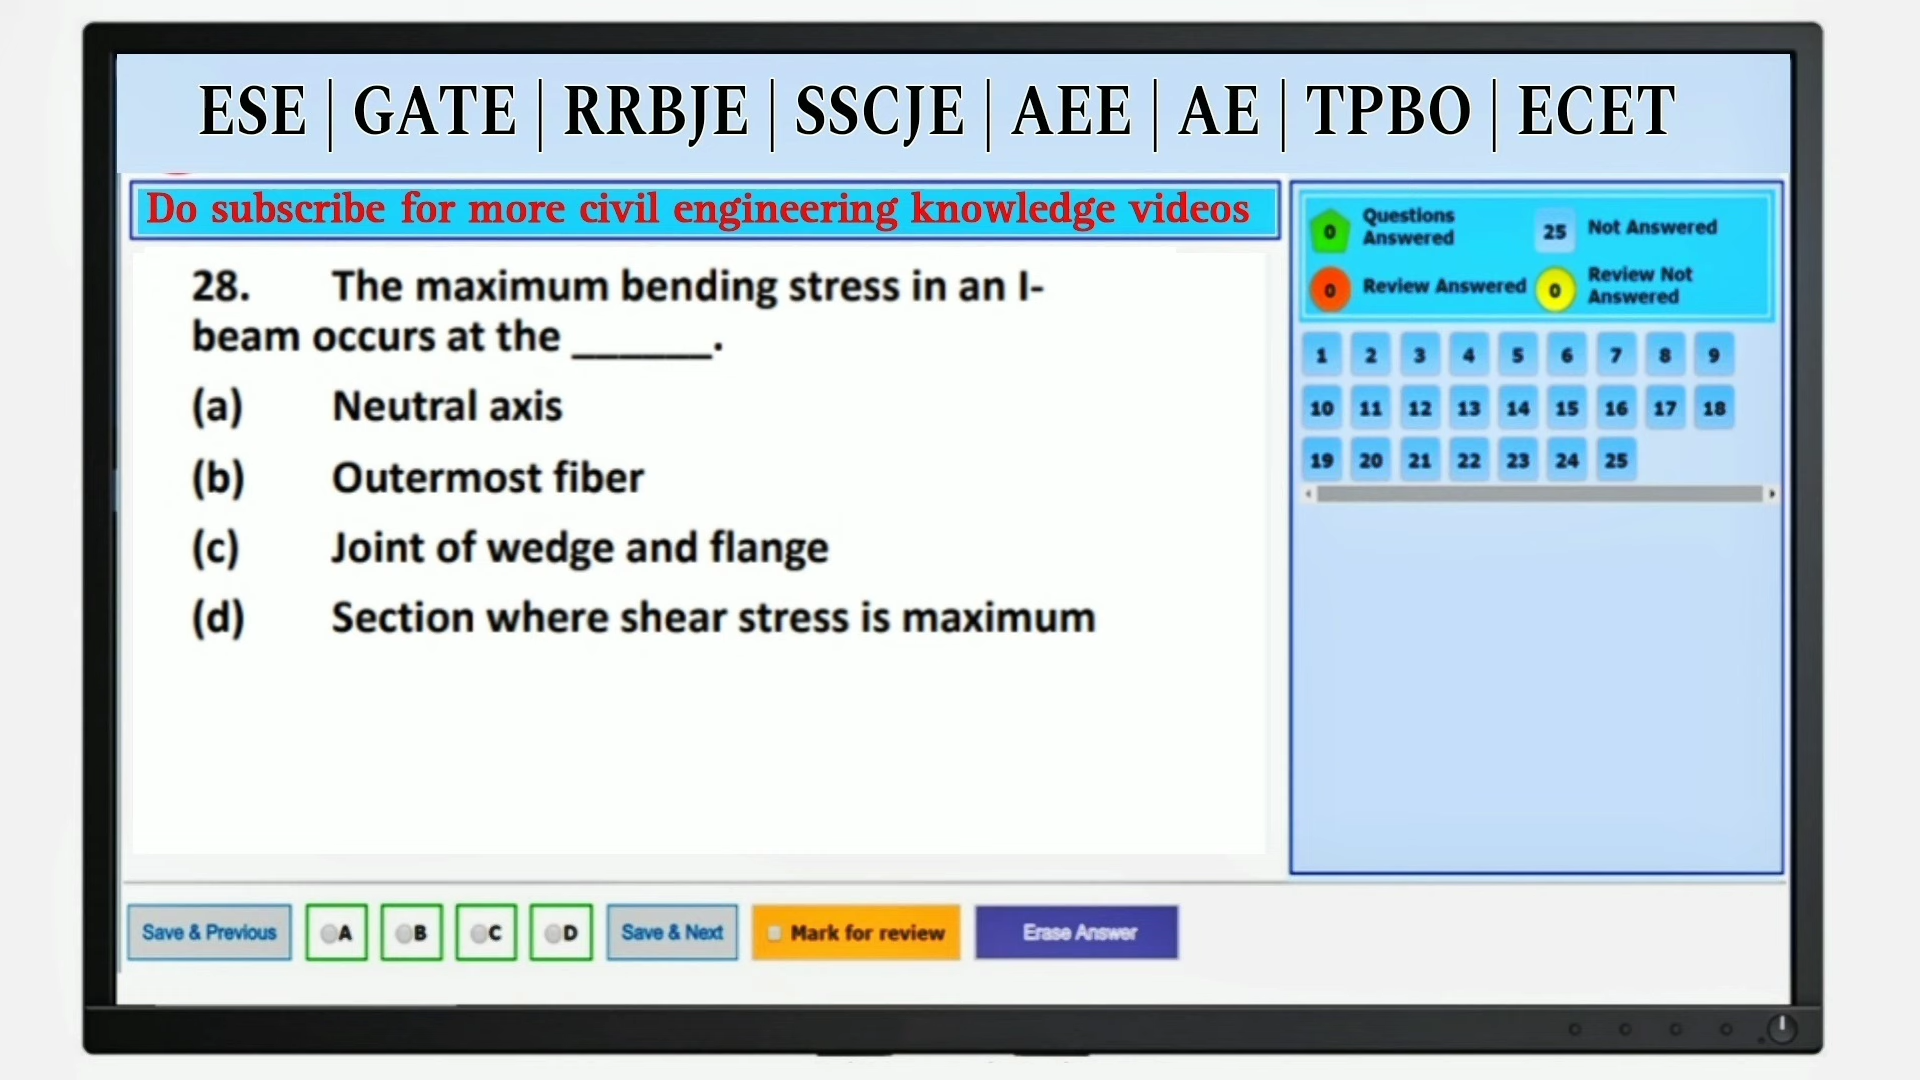 ESE | GATE | RRBJE | SSCJE | AEE | AE | TPBO | ECET
Do subscribe for more civil engineering knowledge videos
28. The maximum bending stress in an I-
beam occurs at the ______.
(a) Neutral axis
(b) Outermost fiber
(c) Joint of wedge and flange
(d) Section where shear stress is maximum
0 Questions Answered 25 Not Answered
0 Review Answered 0 Review Not Answered
1 2 3 4 5 6 7 8 9
10 11 12 13 14 15 16 17 18
19 20 21 22 23 24 25
Save & Previous A B C D Save & Next Mark for review Erase Answer